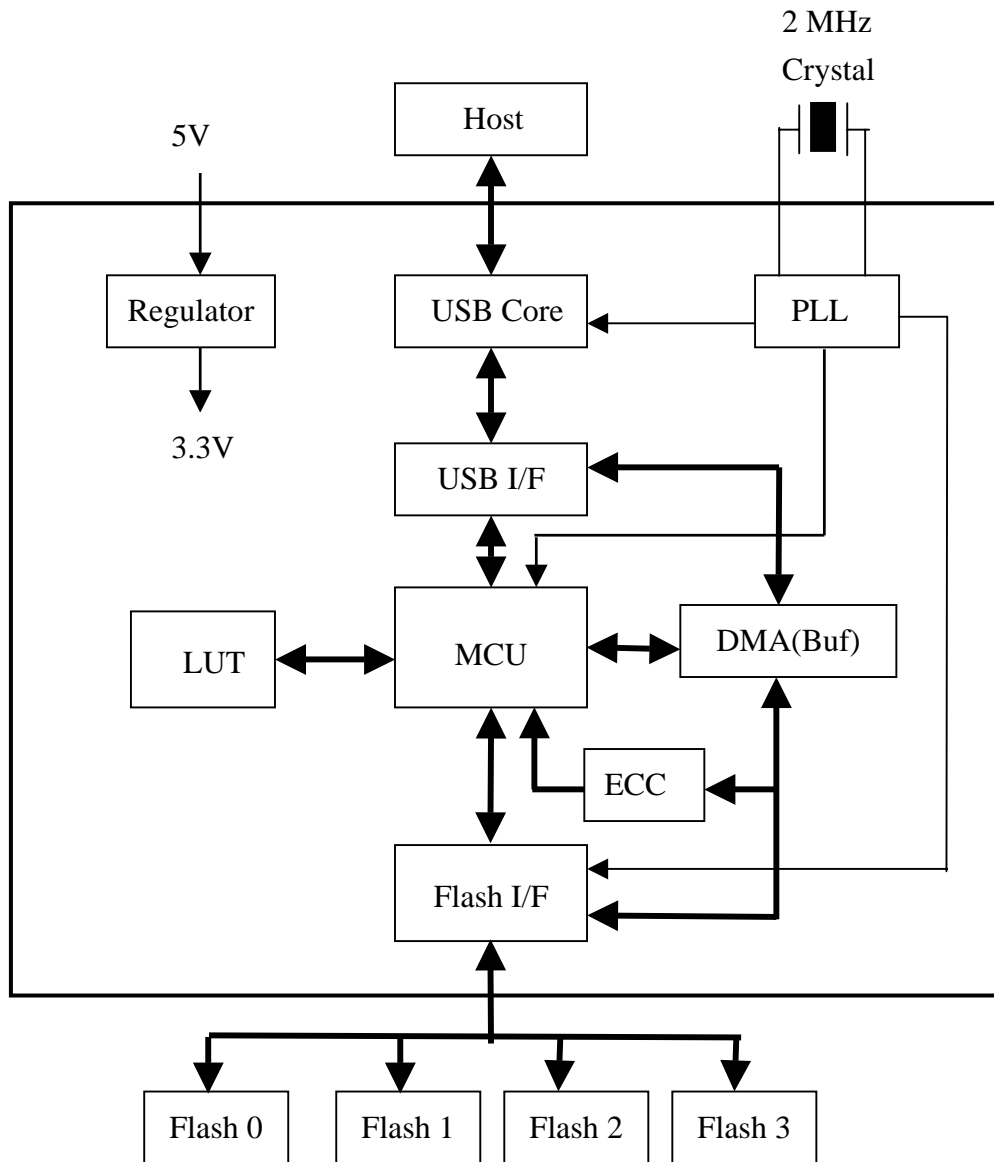 2 MHz
Crystal
Host
5V
Regulator
USB Core
PLL
3.3V
USB I/F
LUT
MCU
DMA(Buf)
ECC
Flash I/F
Flash 0
Flash 1
Flash 2
Flash 3